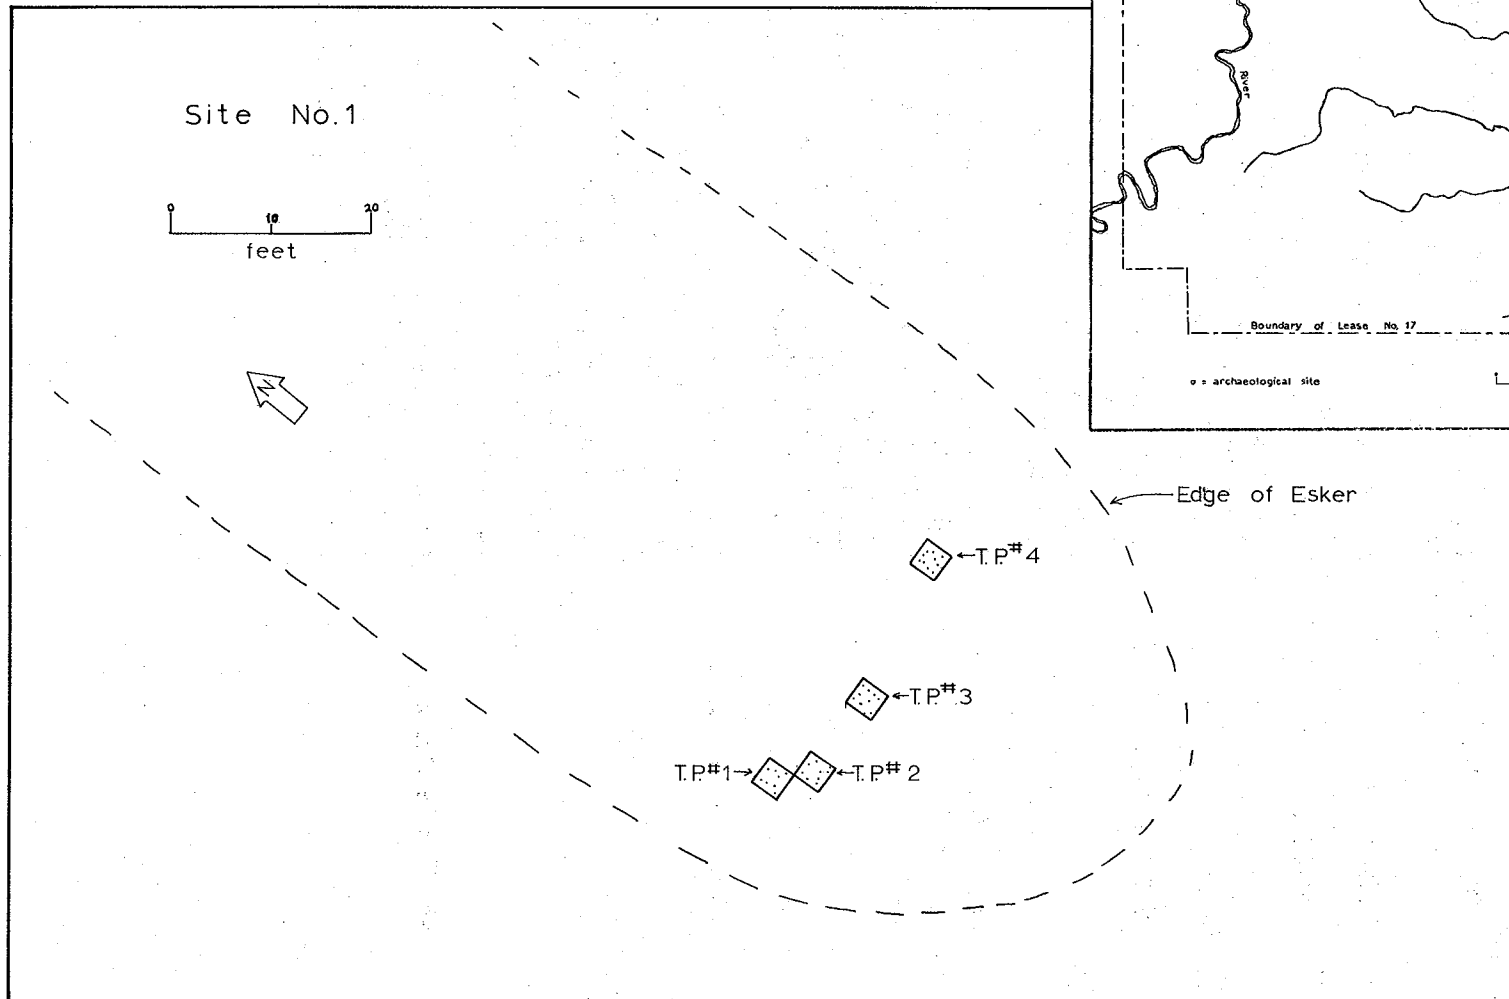 Site No. 1
0 10 20
feet
N
River
Boundary of Lease No. 17
o = archaeological site
Edge of Esker
T.P.#4
T.P.#3
T.P.#1
T.P.#2